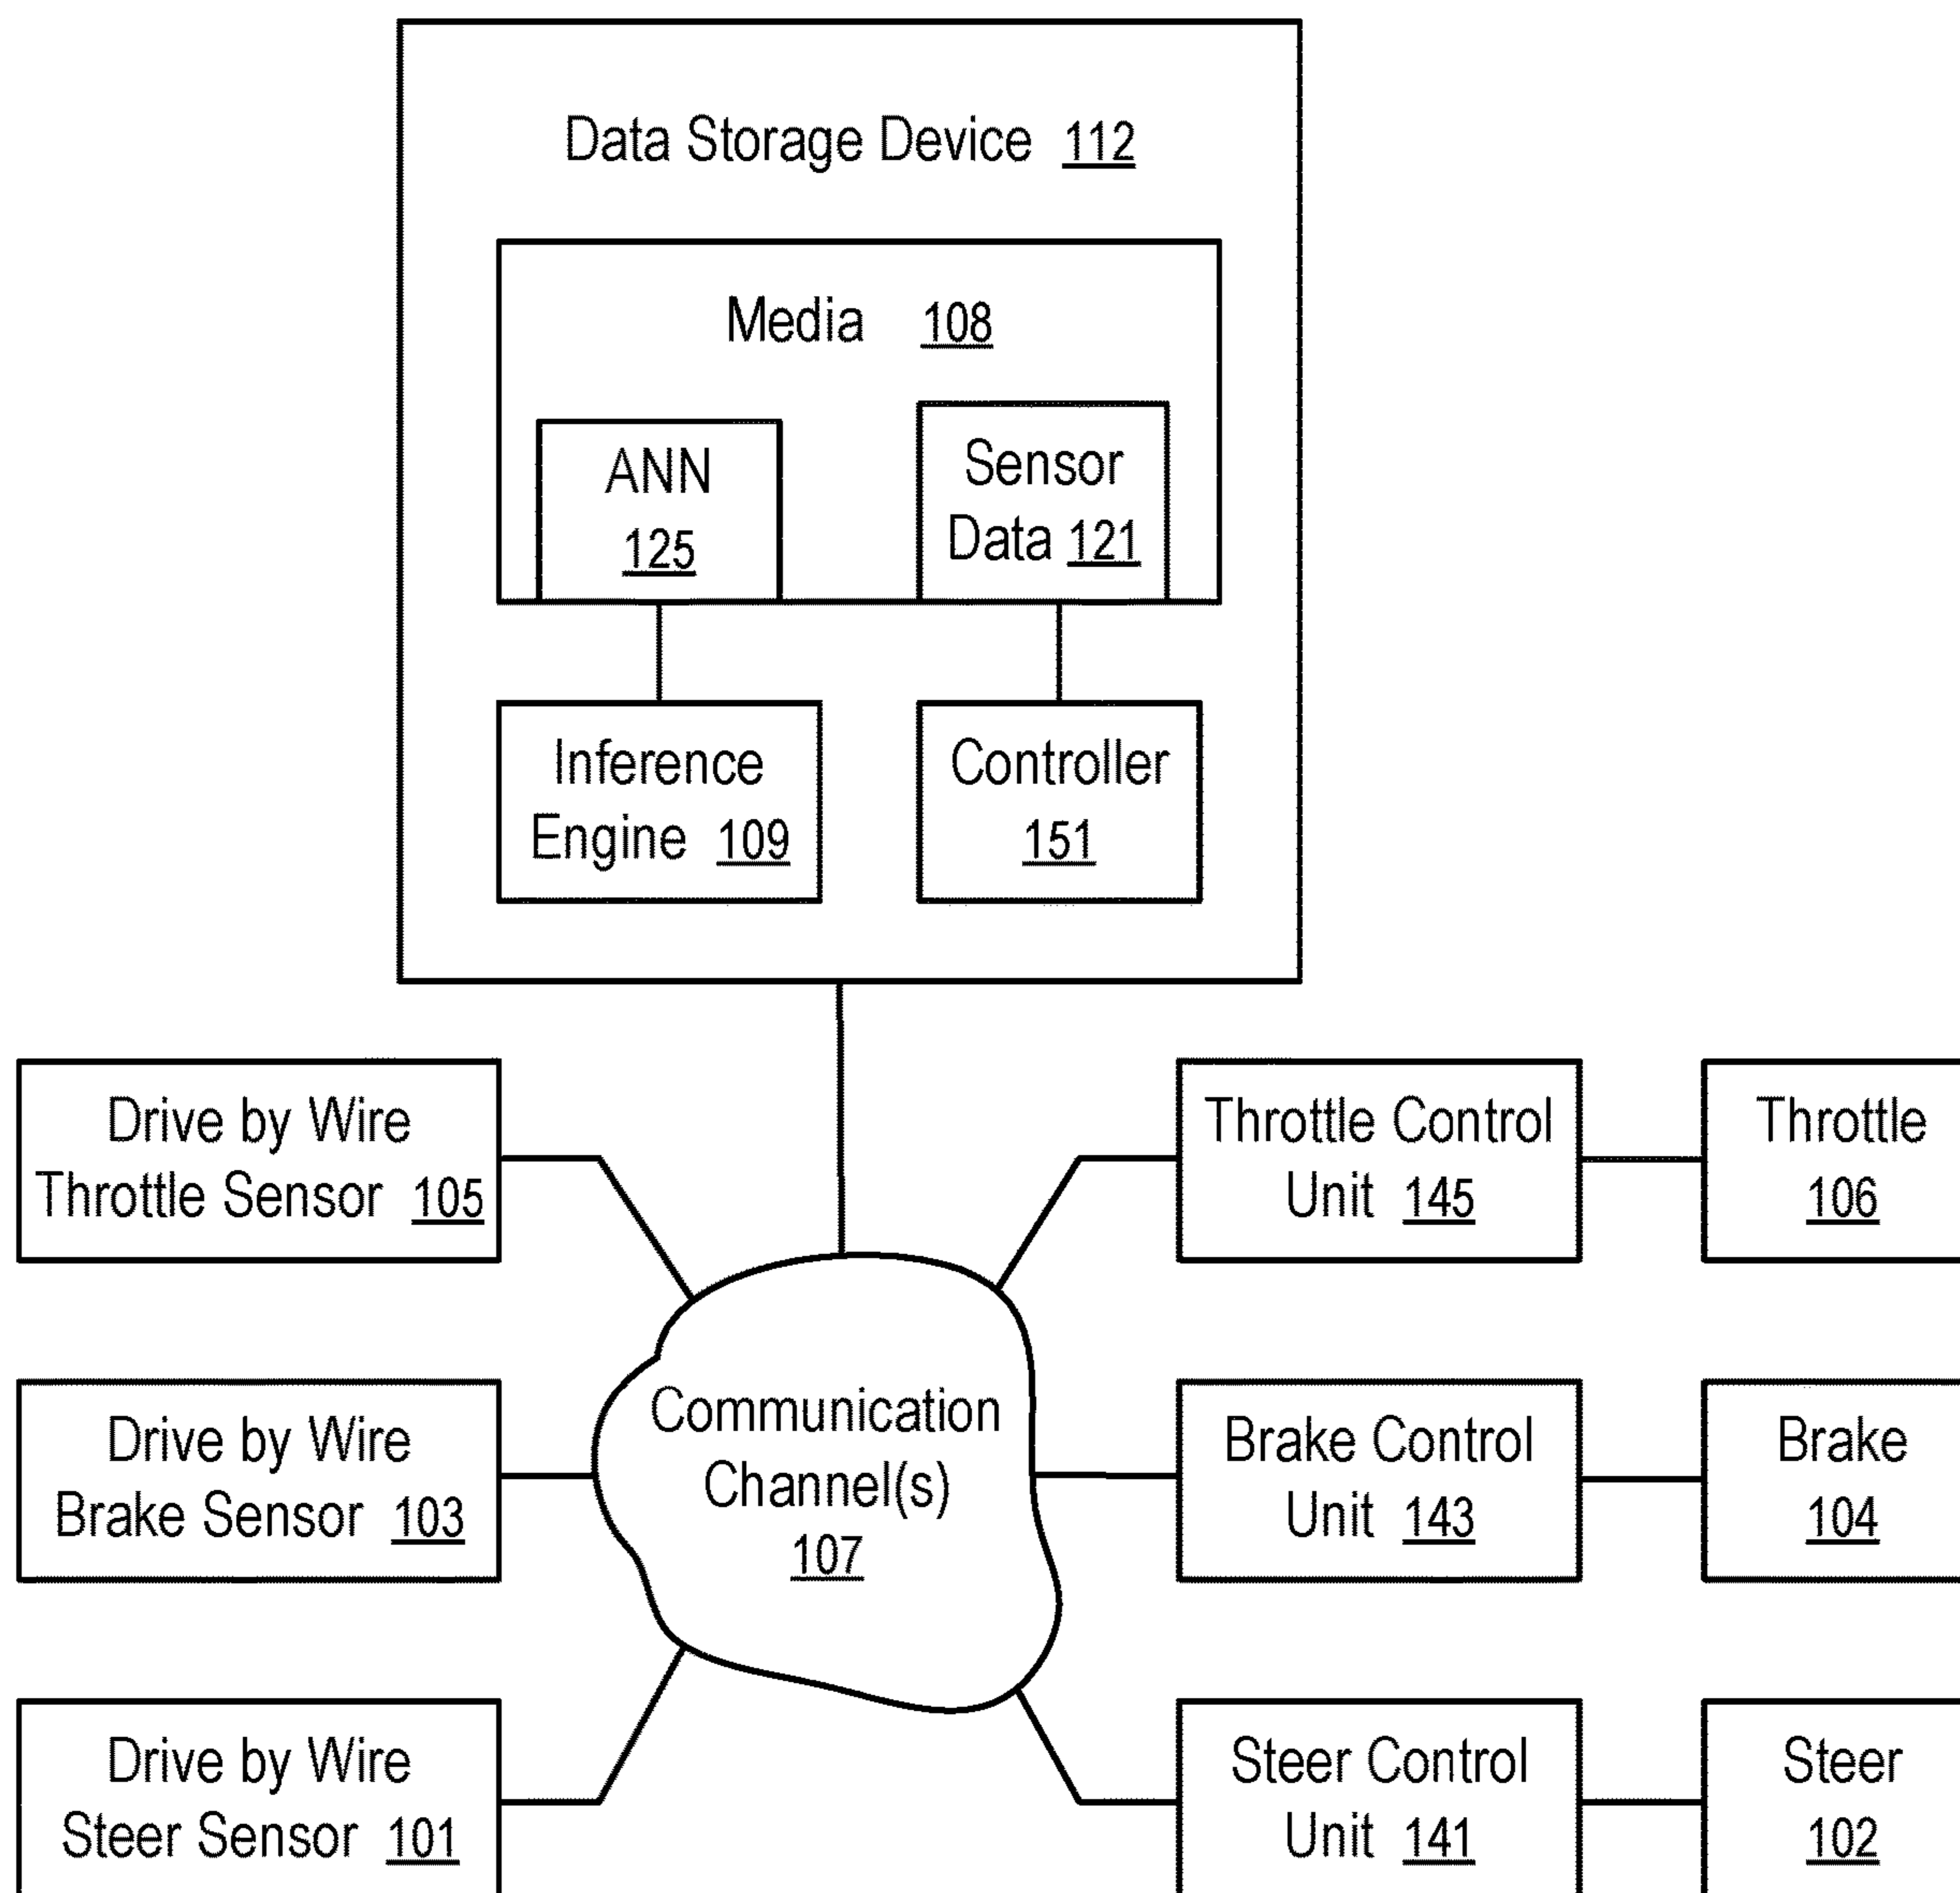 Data Storage Device 112
Media 108
ANN
125
Sensor
Data 121
Inference
Engine 109
Controller
151
Drive by Wire
Throttle Sensor 105
Throttle Control
Unit 145
Throttle
106
Drive by Wire
Brake Sensor 103
Communication
Channel(s)
107
Brake Control
Unit 143
Brake
104
Drive by Wire
Steer Sensor 101
Steer Control
Unit 141
Steer
102